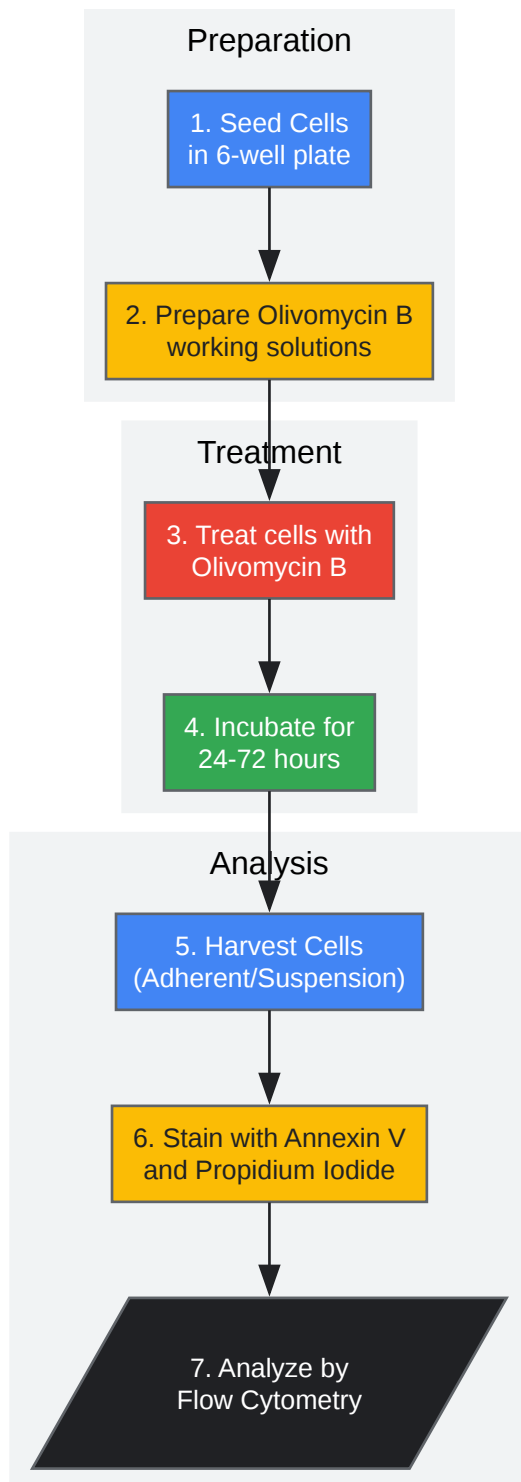 Preparation
1. Seed Cells
in 6-well plate
2. Prepare Olivomycin B
working solutions
Treatment
3. Treat cells with
Olivomycin B
4. Incubate for
24-72 hours
Analysis
5. Harvest Cells
(Adherent/Suspension)
6. Stain with Annexin V
and Propidium Iodide
7. Analyze by
Flow Cytometry